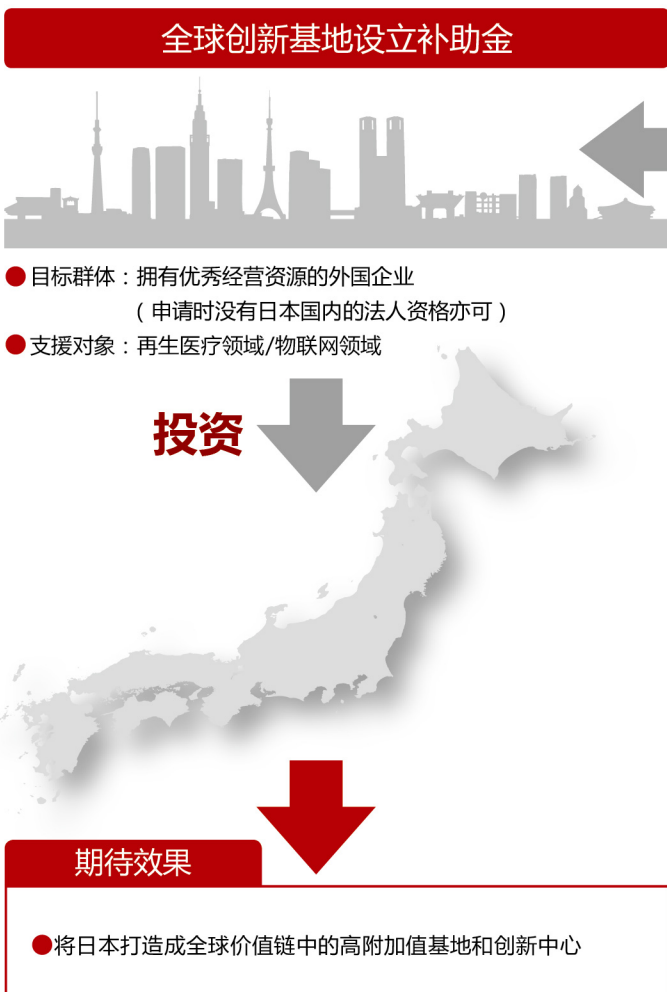 全球创新基地设立补助金
●目标群体：拥有优秀经营资源的外国企业
（申请时没有日本国内的法人资格亦可）
●支援对象：再生医疗领域/物联网领域
投资
期待效果
●将日本打造成全球价值链中的高附加值基地和创新中心